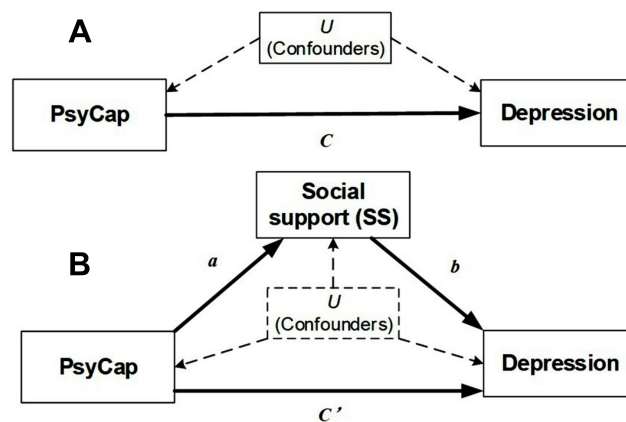 A
U
(Confounders)
PsyCap
Depression
C
Social
support (SS)
B
a
b
U
(Confounders)
PsyCap
Depression
C’